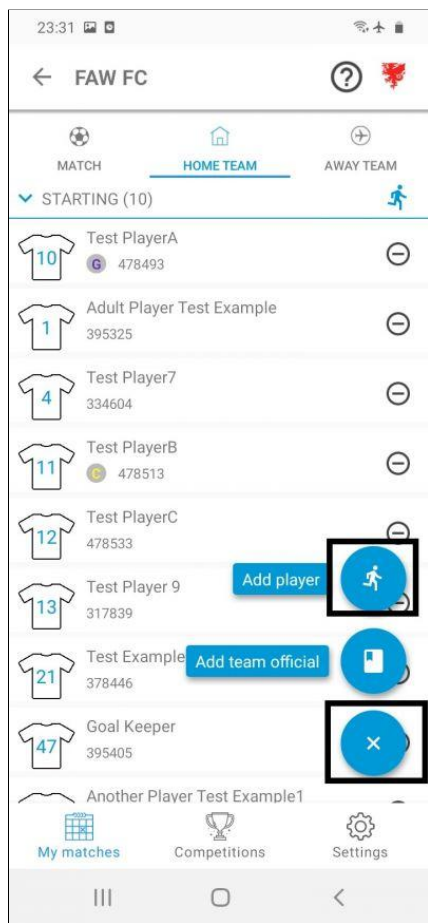 23:31
FAW FC
MATCH
HOME TEAM
AWAY TEAM
STARTING (10)
10
Test PlayerA
G 478493
1
Adult Player Test Example
395325
4
Test Player7
334604
11
Test PlayerB
C 478513
12
Test PlayerC
478533
13
Test Player 9
317839
Add player
21
Test Example
378446
Add team official
47
Goal Keeper
395405
Another Player Test Example1
My matches
Competitions
Settings